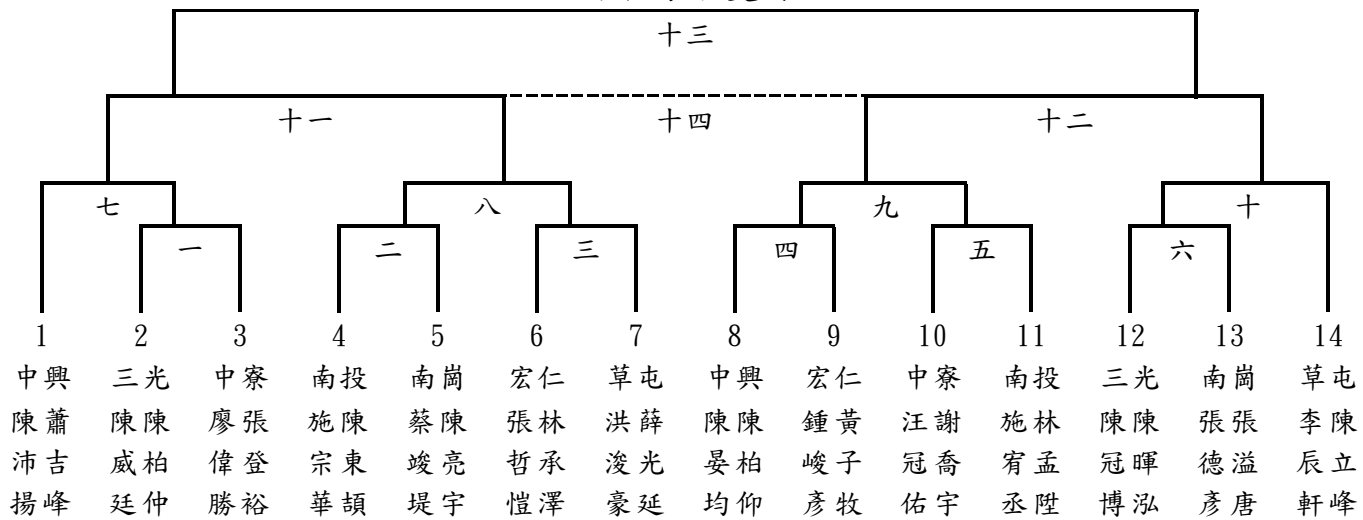 十三
十一 十四 十二
七 八 九 十
一 二 三 四 五 六
1 2 3 4 5 6 7 8 9 10 11 12 13 14
中興 三光 中寮 南投 南崗 宏仁 草屯 中興 宏仁 中寮 南投 三光 南崗 草屯
陳蕭 陳陳 廖張 施陳 蔡陳 張林 洪薛 陳陳 鍾黃 汪謝 施林 陳陳 張張 李陳
沛吉 威柏 偉登 宗東 竣亮 哲承 浚光 晏柏 峻子 冠喬 宥孟 冠暉 德溢 辰立
揚峰 廷仲 勝裕 華頡 堤宇 愷澤 豪延 均仰 彥牧 佑宇 丞陞 博泓 彥唐 軒峰